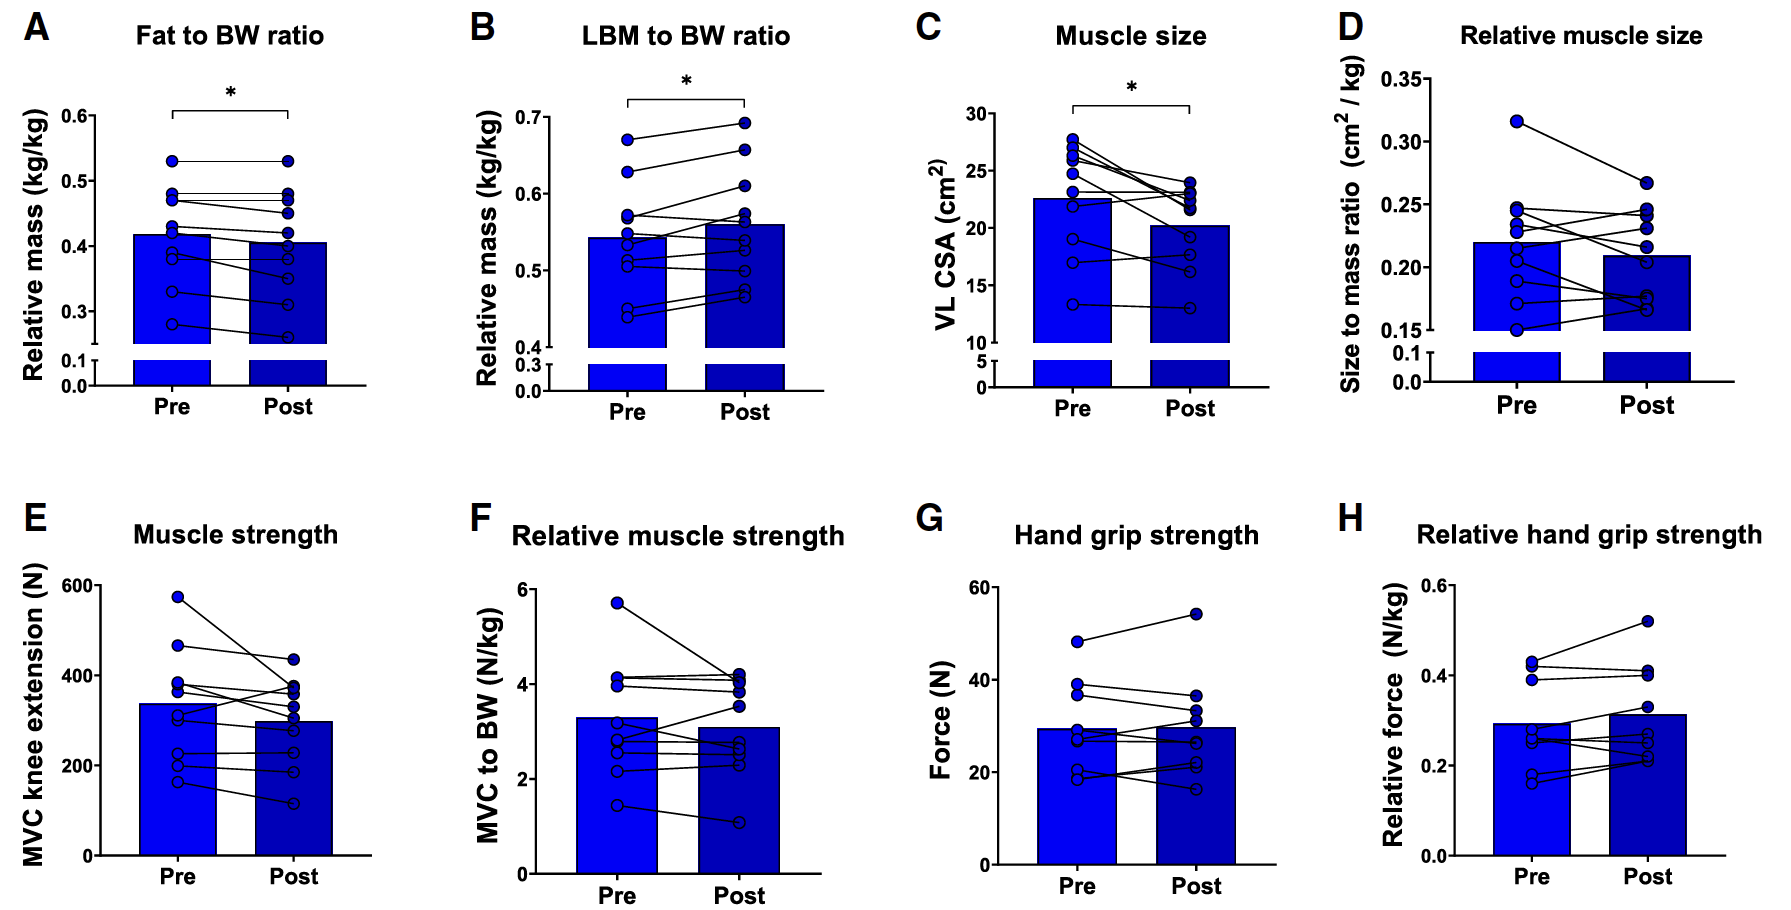 A
Fat to BW ratio
*
Relative mass (kg/kg)
0.6
0.5
0.4
0.3
0.1
0.0
Pre
Post
B
LBM to BW ratio
*
Relative mass (kg/kg)
0.7
0.6
0.5
0.4
0.3
0.0
Pre
Post
C
Muscle size
*
VL CSA (cm²)
30
25
20
15
10
5
0
Pre
Post
D
Relative muscle size
Size to mass ratio (cm² / kg)
0.35
0.30
0.25
0.20
0.15
0.1
0.0
Pre
Post
E
Muscle strength
MVC knee extension (N)
600
400
200
0
Pre
Post
F
Relative muscle strength
MVC to BW (N/kg)
6
4
2
0
Pre
Post
G
Hand grip strength
Force (N)
60
40
20
0
Pre
Post
H
Relative hand grip strength
Relative force (N/kg)
0.6
0.4
0.2
0.0
Pre
Post